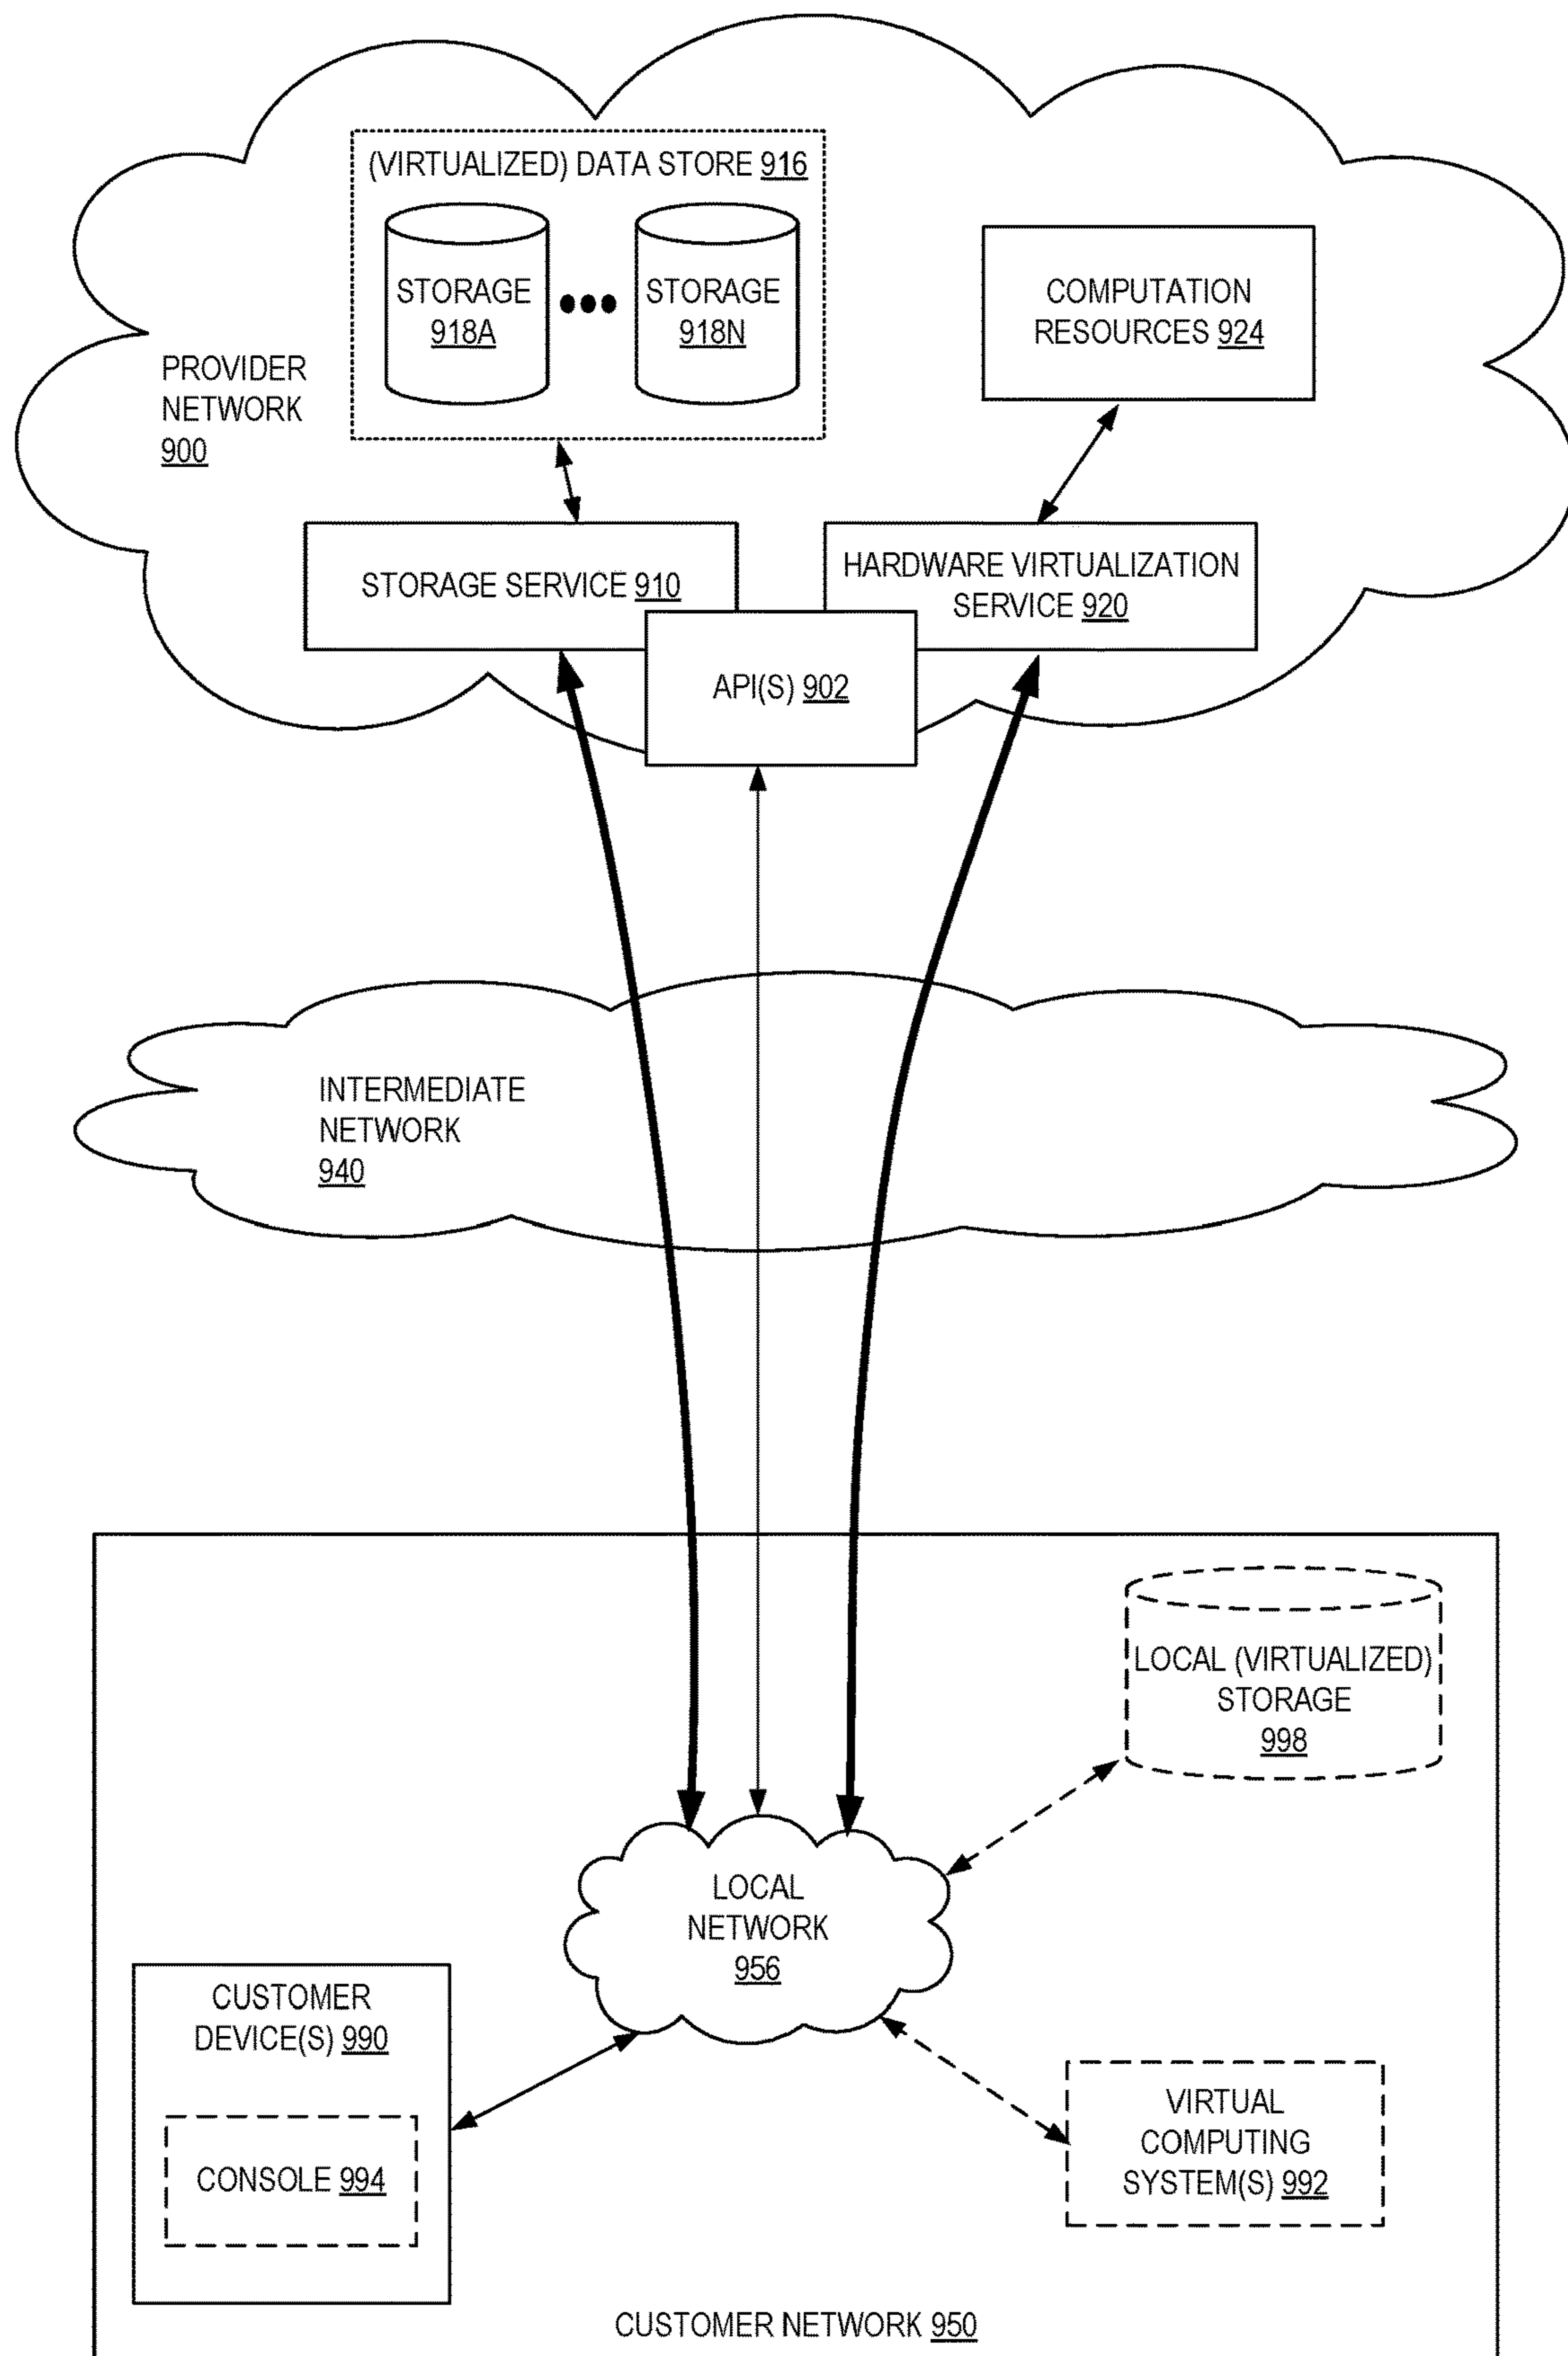 (VIRTUALIZED) DATA STORE 916
STORAGE
918A
STORAGE
918N
COMPUTATION
RESOURCES 924
PROVIDER
NETWORK
900
STORAGE SERVICE 910
HARDWARE VIRTUALIZATION
SERVICE 920
API(S) 902
INTERMEDIATE
NETWORK
940
LOCAL (VIRTUALIZED)
STORAGE
998
LOCAL
NETWORK
956
CUSTOMER
DEVICE(S) 990
CONSOLE 994
VIRTUAL
COMPUTING
SYSTEM(S) 992
CUSTOMER NETWORK 950